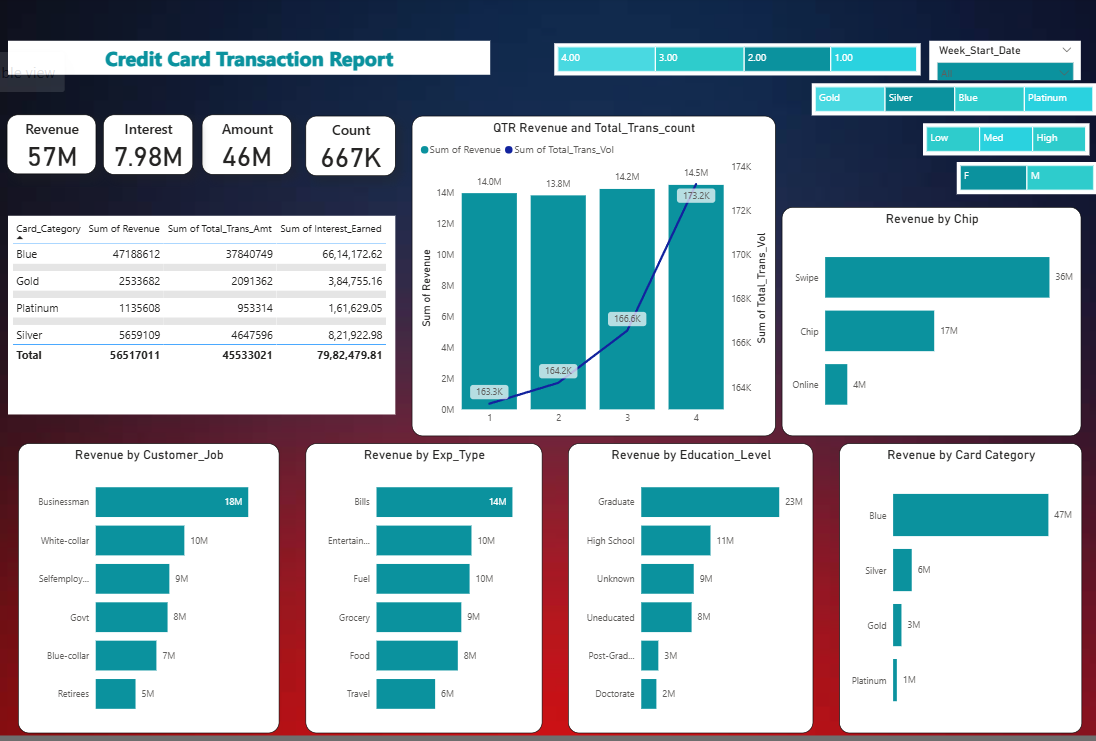 Credit Card Transaction Report
ble view
4.00 3.00 2.00 1.00
Week_Start_Date
Gold Silver Blue Platinum
Low Med High
F M
Revenue
57M
Interest
7.98M
Amount
46M
Count
667K
Card_Category Sum of Revenue Sum of Total_Trans_Amt Sum of Interest_Earned
Blue 47188612 37840749 66,14,172.62
Gold 2533682 2091362 3,84,755.16
Platinum 1135608 953314 1,61,629.05
Silver 5659109 4647596 8,21,922.98
Total 56517011 45533021 79,82,479.81
QTR Revenue and Total_Trans_count
Sum of Revenue Sum of Total_Trans_Vol
Sum of Revenue
14M
12M
10M
8M
6M
4M
2M
0M
14.0M 13.8M 14.2M 14.5M
163.3K 164.2K 166.6K 173.2K
1 2 3 4
174K
172K
170K
168K
166K
164K
Sum of Total_Trans_Vol
Revenue by Chip
Swipe 36M
Chip 17M
Online 4M
Revenue by Customer_Job
Businessman 18M
White-collar 10M
Selfemploy... 9M
Govt 8M
Blue-collar 7M
Retirees 5M
Revenue by Exp_Type
Bills 14M
Entertain... 10M
Fuel 10M
Grocery 9M
Food 8M
Travel 6M
Revenue by Education_Level
Graduate 23M
High School 11M
Unknown 9M
Uneducated 8M
Post-Grad... 3M
Doctorate 2M
Revenue by Card Category
Blue 47M
Silver 6M
Gold 3M
Platinum 1M